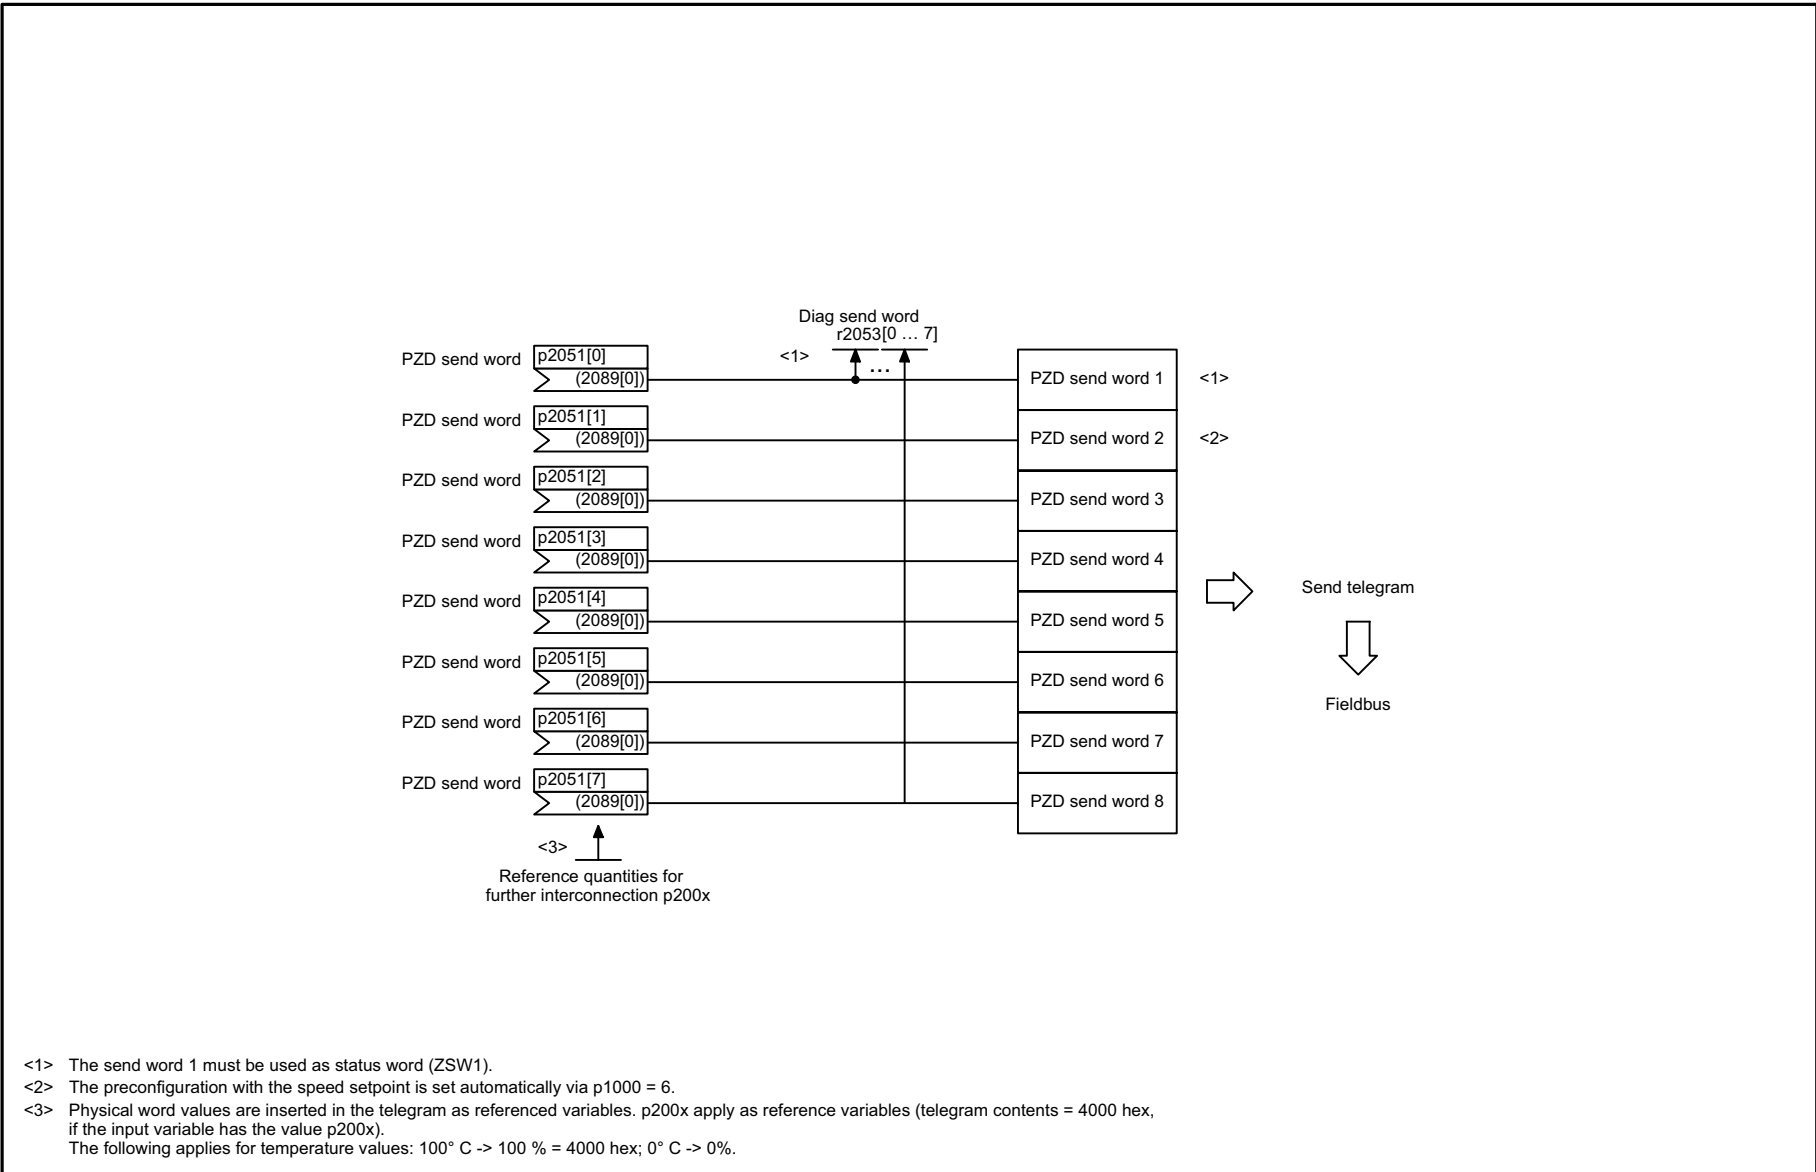 Diag send word
r2053[0 … 7]
PZD send word p2051[0] <1> ...
(2089[0]) PZD send word 1 <1>
PZD send word p2051[1]
(2089[0]) PZD send word 2 <2>
PZD send word p2051[2]
(2089[0]) PZD send word 3
PZD send word p2051[3]
(2089[0]) PZD send word 4
Send telegram
PZD send word p2051[4]
(2089[0]) PZD send word 5
PZD send word p2051[5]
(2089[0]) PZD send word 6
Fieldbus
PZD send word p2051[6]
(2089[0]) PZD send word 7
PZD send word p2051[7]
(2089[0]) PZD send word 8
<3>
Reference quantities for
further interconnection p200x
<1> The send word 1 must be used as status word (ZSW1).
<2> The preconfiguration with the speed setpoint is set automatically via p1000 = 6.
<3> Physical word values are inserted in the telegram as referenced variables. p200x apply as reference variables (telegram contents = 4000 hex,
if the input variable has the value p200x).
The following applies for temperature values: 100° C -> 100 % = 4000 hex; 0° C -> 0%.